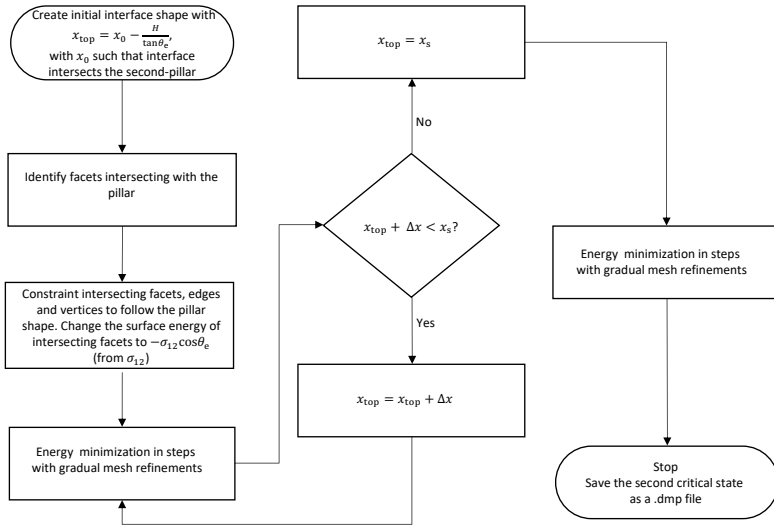 Create initial interface shape with
x_top = x_0 − H/tanθ_e,
with x_0 such that interface
intersects the second-pillar
Identify facets intersecting with the
pillar
Constraint intersecting facets, edges
and vertices to follow the pillar
shape. Change the surface energy of
intersecting facets to −σ_12cosθ_e
(from σ_12)
Energy minimization in steps
with gradual mesh refinements
x_top + Δx < x_s?
No
x_top = x_s
Yes
x_top = x_top + Δx
Energy minimization in steps
with gradual mesh refinements
Stop
Save the second critical state
as a .dmp file